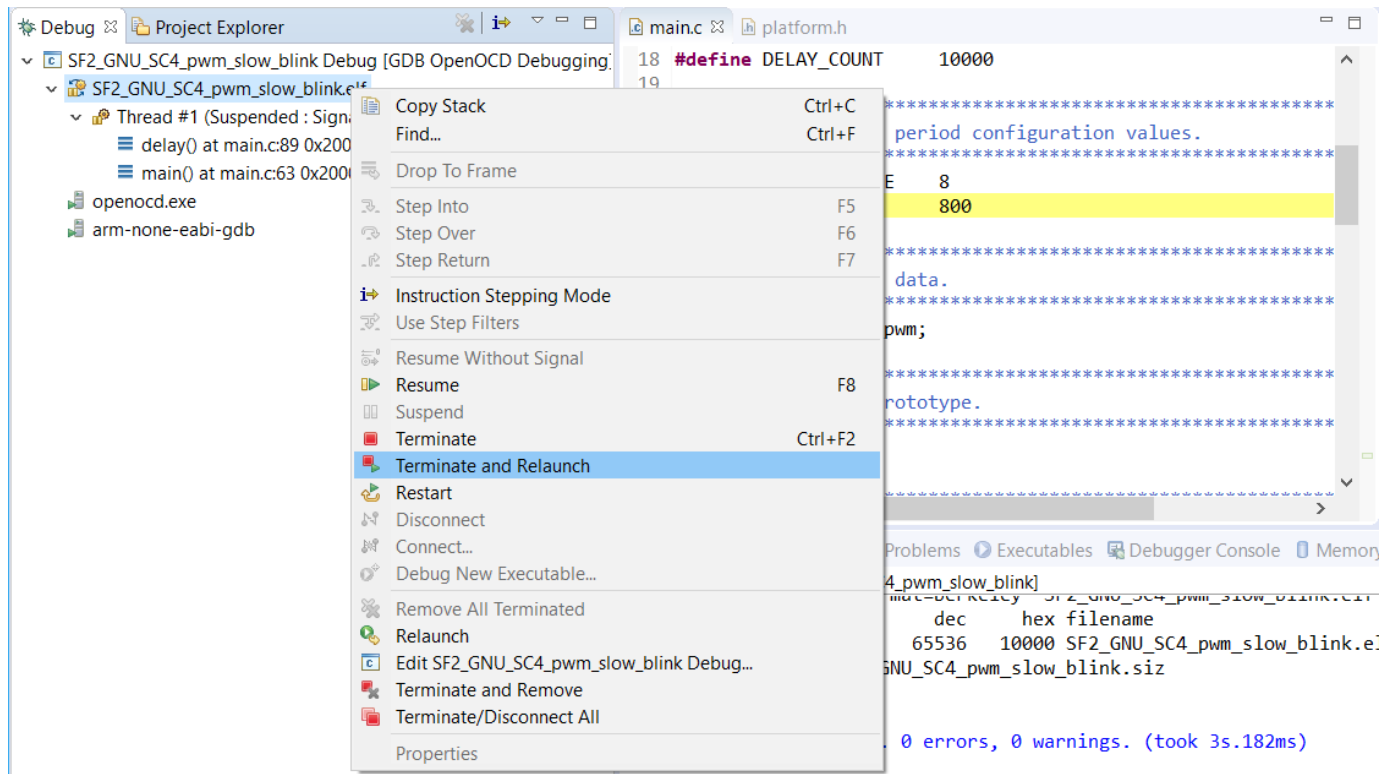 Debug Project Explorer
SF2_GNU_SC4_pwm_slow_blink Debug [GDB OpenOCD Debugging]
SF2_GNU_SC4_pwm_slow_blink.elf
Thread #1 (Suspended : Signa
delay() at main.c:89 0x200
main() at main.c:63 0x200
openocd.exe
arm-none-eabi-gdb
Copy Stack Ctrl+C
Find... Ctrl+F
Drop To Frame
Step Into F5
Step Over F6
Step Return F7
Instruction Stepping Mode
Use Step Filters
Resume Without Signal
Resume F8
Suspend
Terminate Ctrl+F2
Terminate and Relaunch
Restart
Disconnect
Connect...
Debug New Executable...
Remove All Terminated
Relaunch
Edit SF2_GNU_SC4_pwm_slow_blink Debug...
Terminate and Remove
Terminate/Disconnect All
Properties
main.c platform.h
18 #define DELAY_COUNT 10000
19
****************************************
period configuration values.
****************************************
E 8
800
****************************************
data.
****************************************
pwm;
****************************************
rototype.
****************************************
****************************************
Problems Executables Debugger Console Memory
4_pwm_slow_blink]
mat=berkeley SF2_GNU_SC4_pwm_slow_blink.elf
dec hex filename
65536 10000 SF2_GNU_SC4_pwm_slow_blink.el
GNU_SC4_pwm_slow_blink.siz
. 0 errors, 0 warnings. (took 3s.182ms)